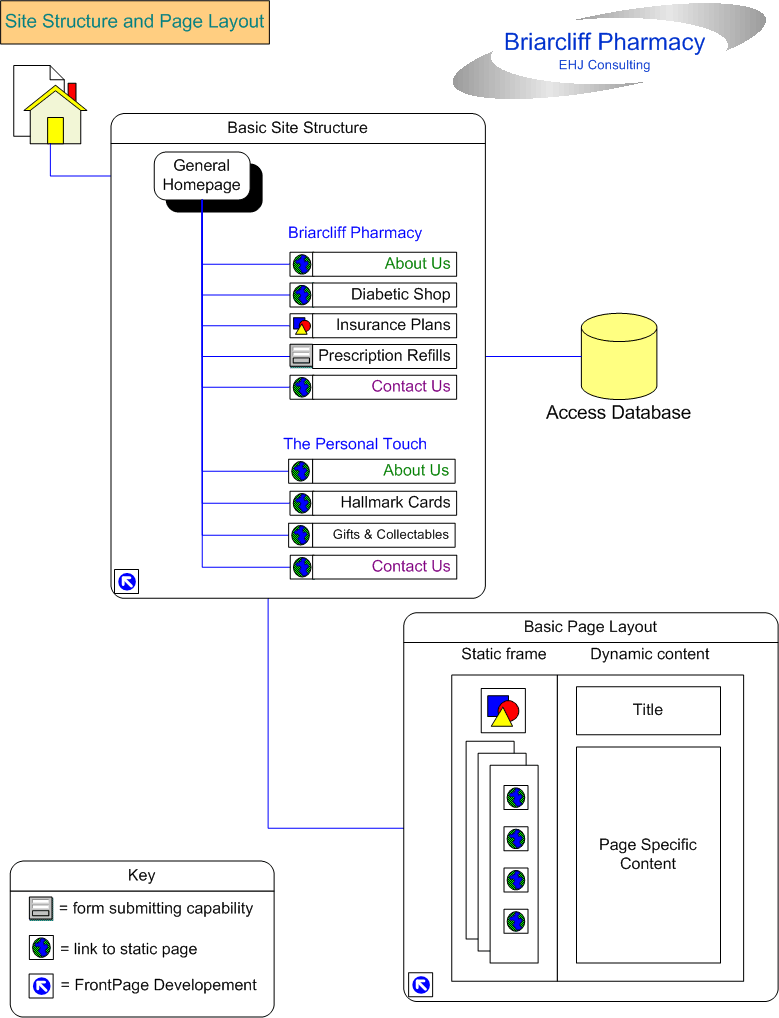 Site Structure and Page Layout
Briarcliff Pharmacy
EHJ Consulting
Basic Site Structure
General
Homepage
Briarcliff Pharmacy
About Us
Diabetic Shop
Insurance Plans
Prescription Refills
Contact Us
The Personal Touch
About Us
Hallmark Cards
Gifts & Collectables
Contact Us
Access Database
Basic Page Layout
Static frame
Dynamic content
Title
Page Specific
Content
Key
= form submitting capability
= link to static page
= FrontPage Developement